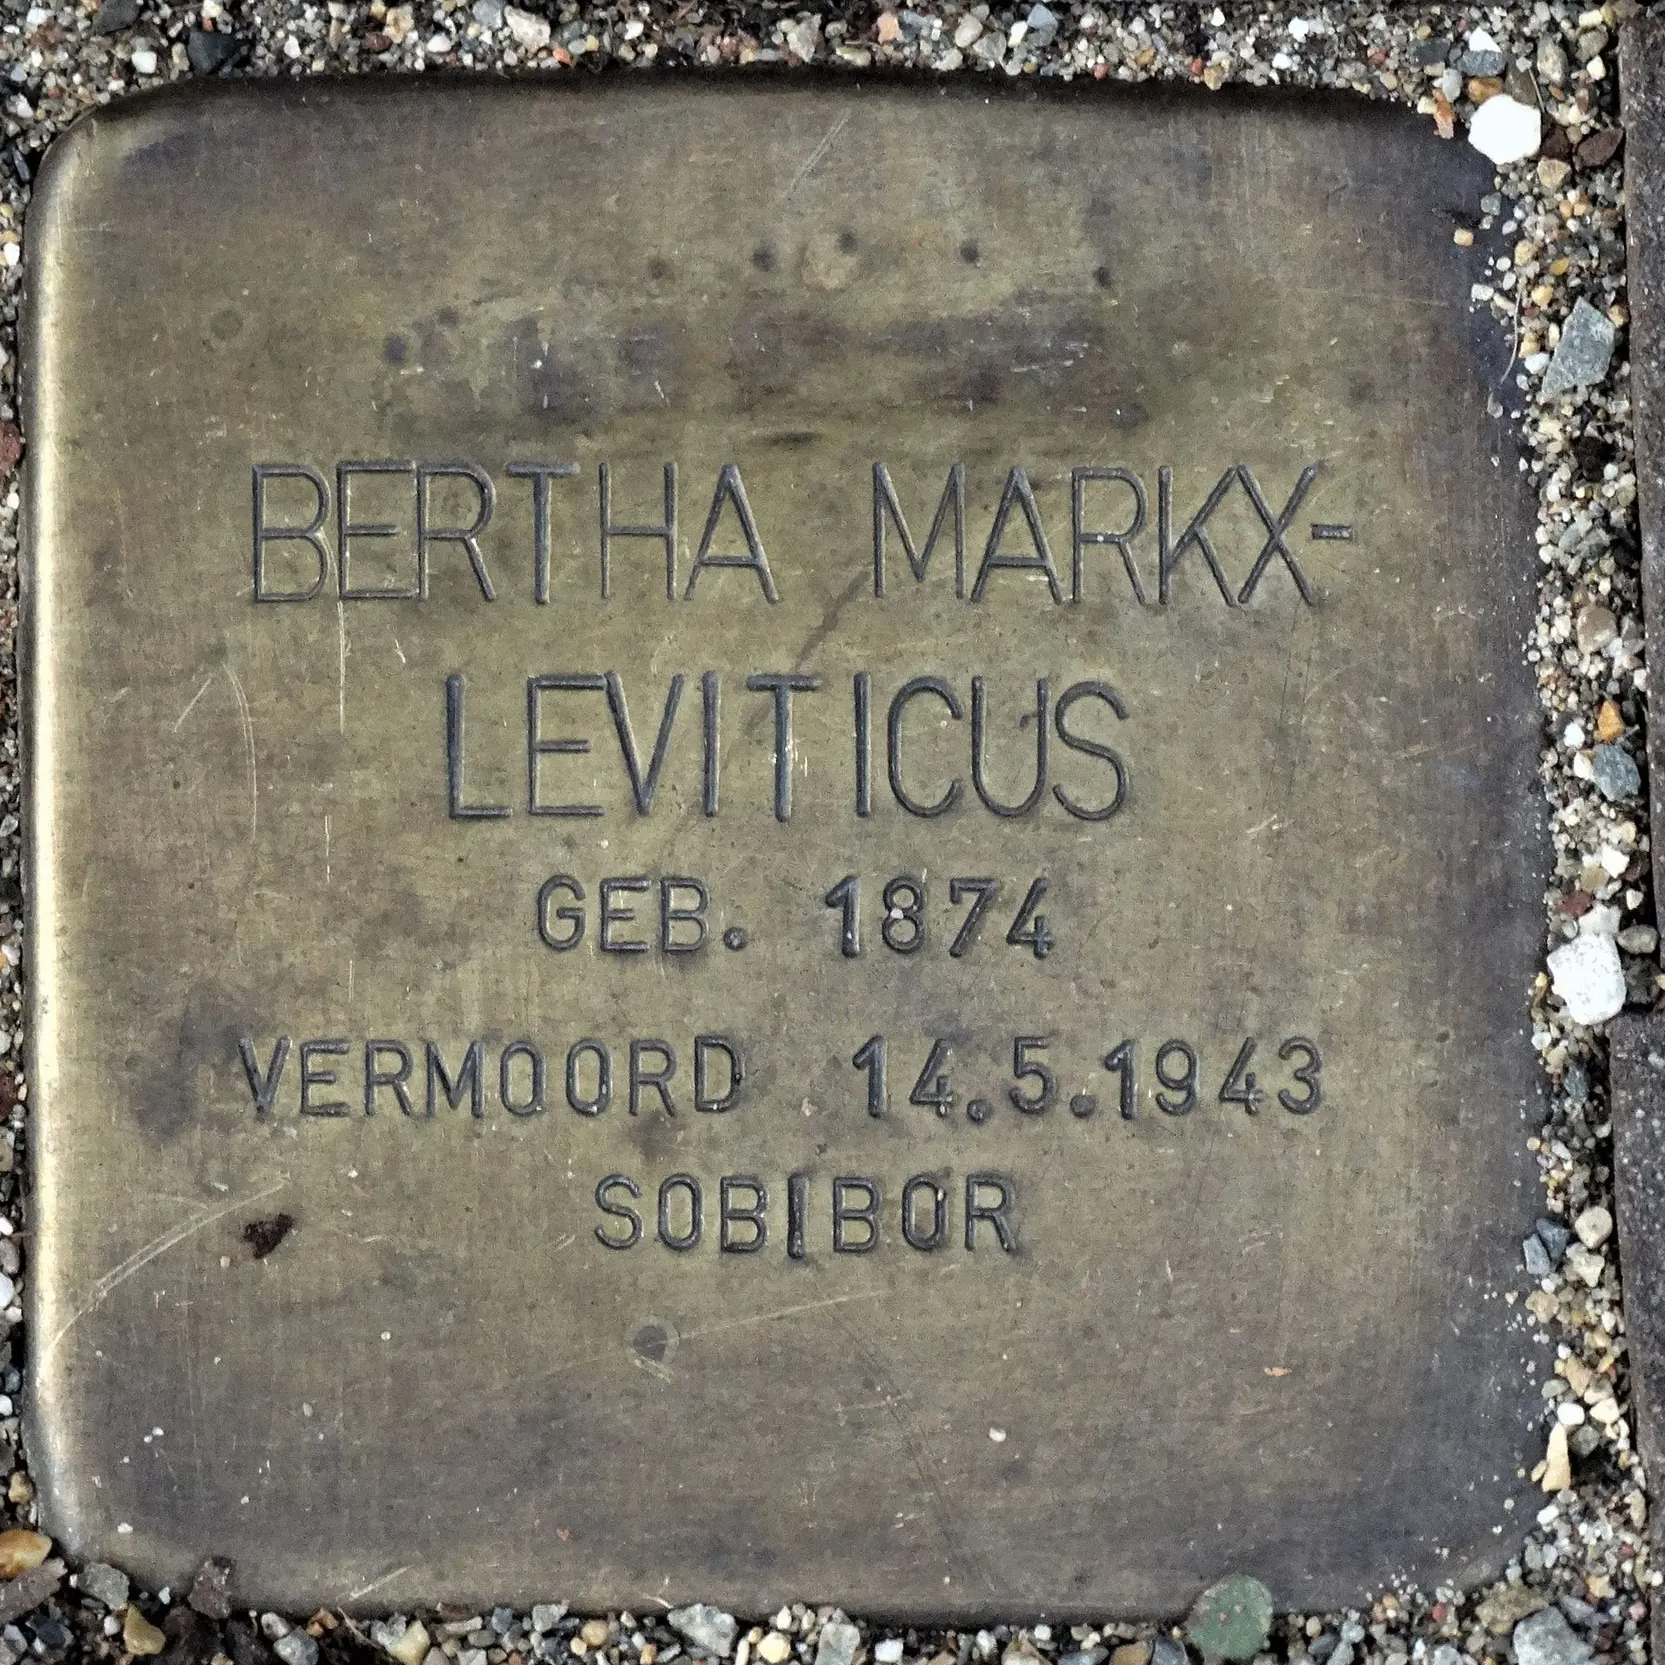 BERTHA MARKX-
LEVITICUS
GEB. 1874
VERMOORD 14.5.1943
SOBIBOR